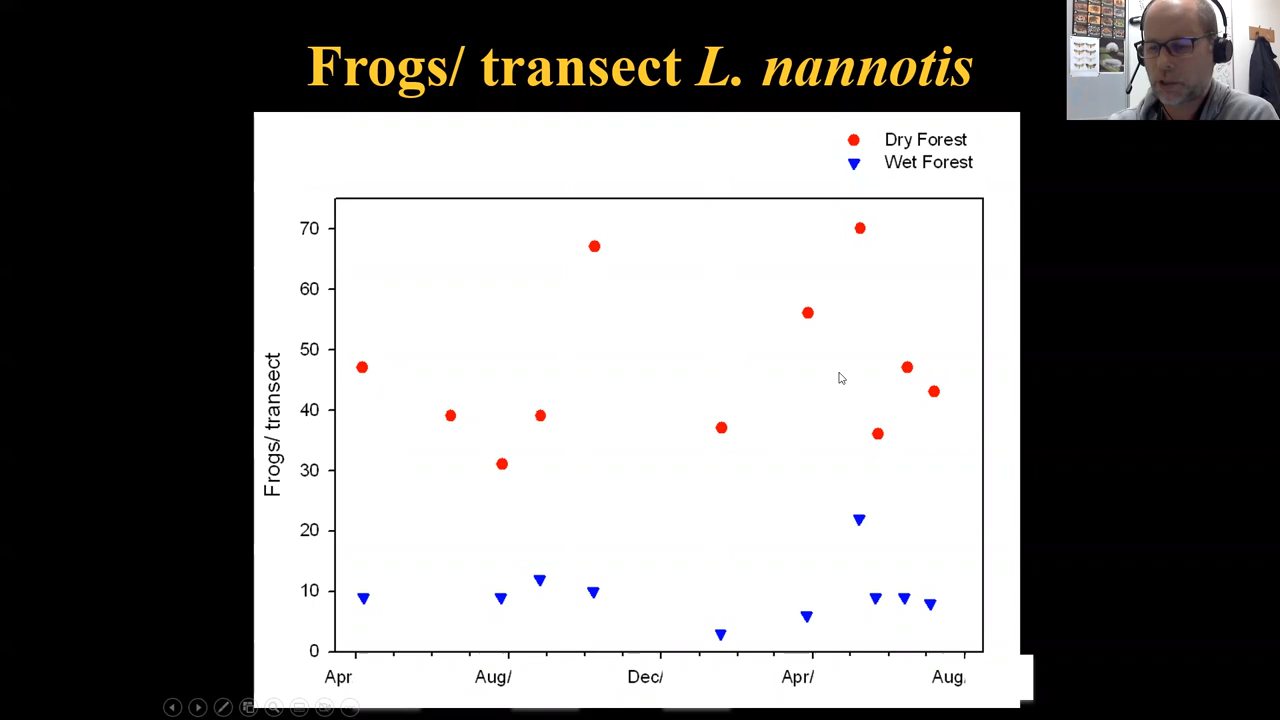 Frogs/ transect L. nannotis
Dry Forest
Wet Forest
70
60
50
40
30
20
10
0
Frogs/ transect
Apr Aug/ Dec/ Apr/ Aug,